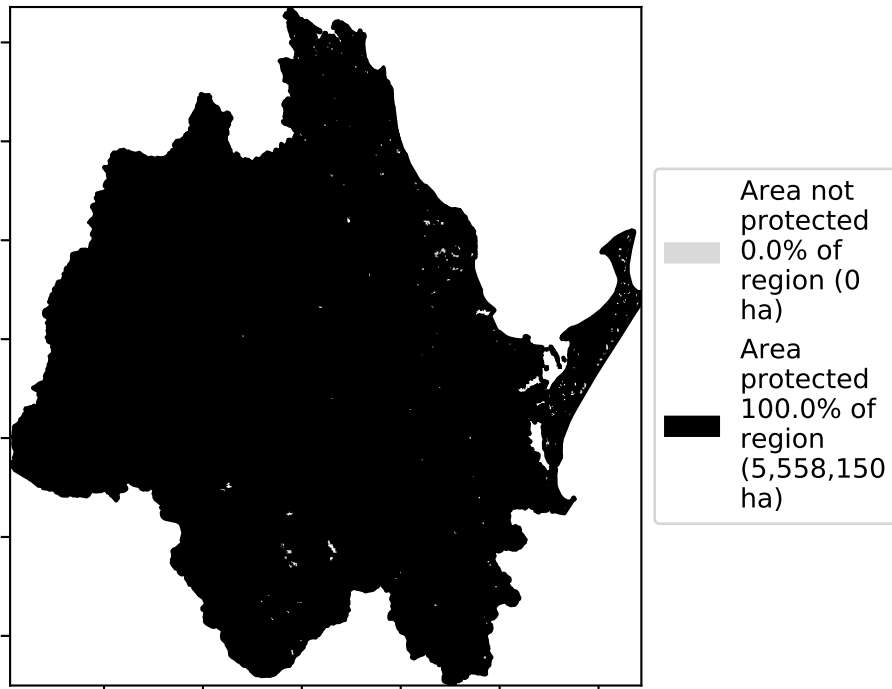 Area not
protected
0.0% of
region (0
ha)
Area
protected
100.0% of
region
(5,558,150
ha)